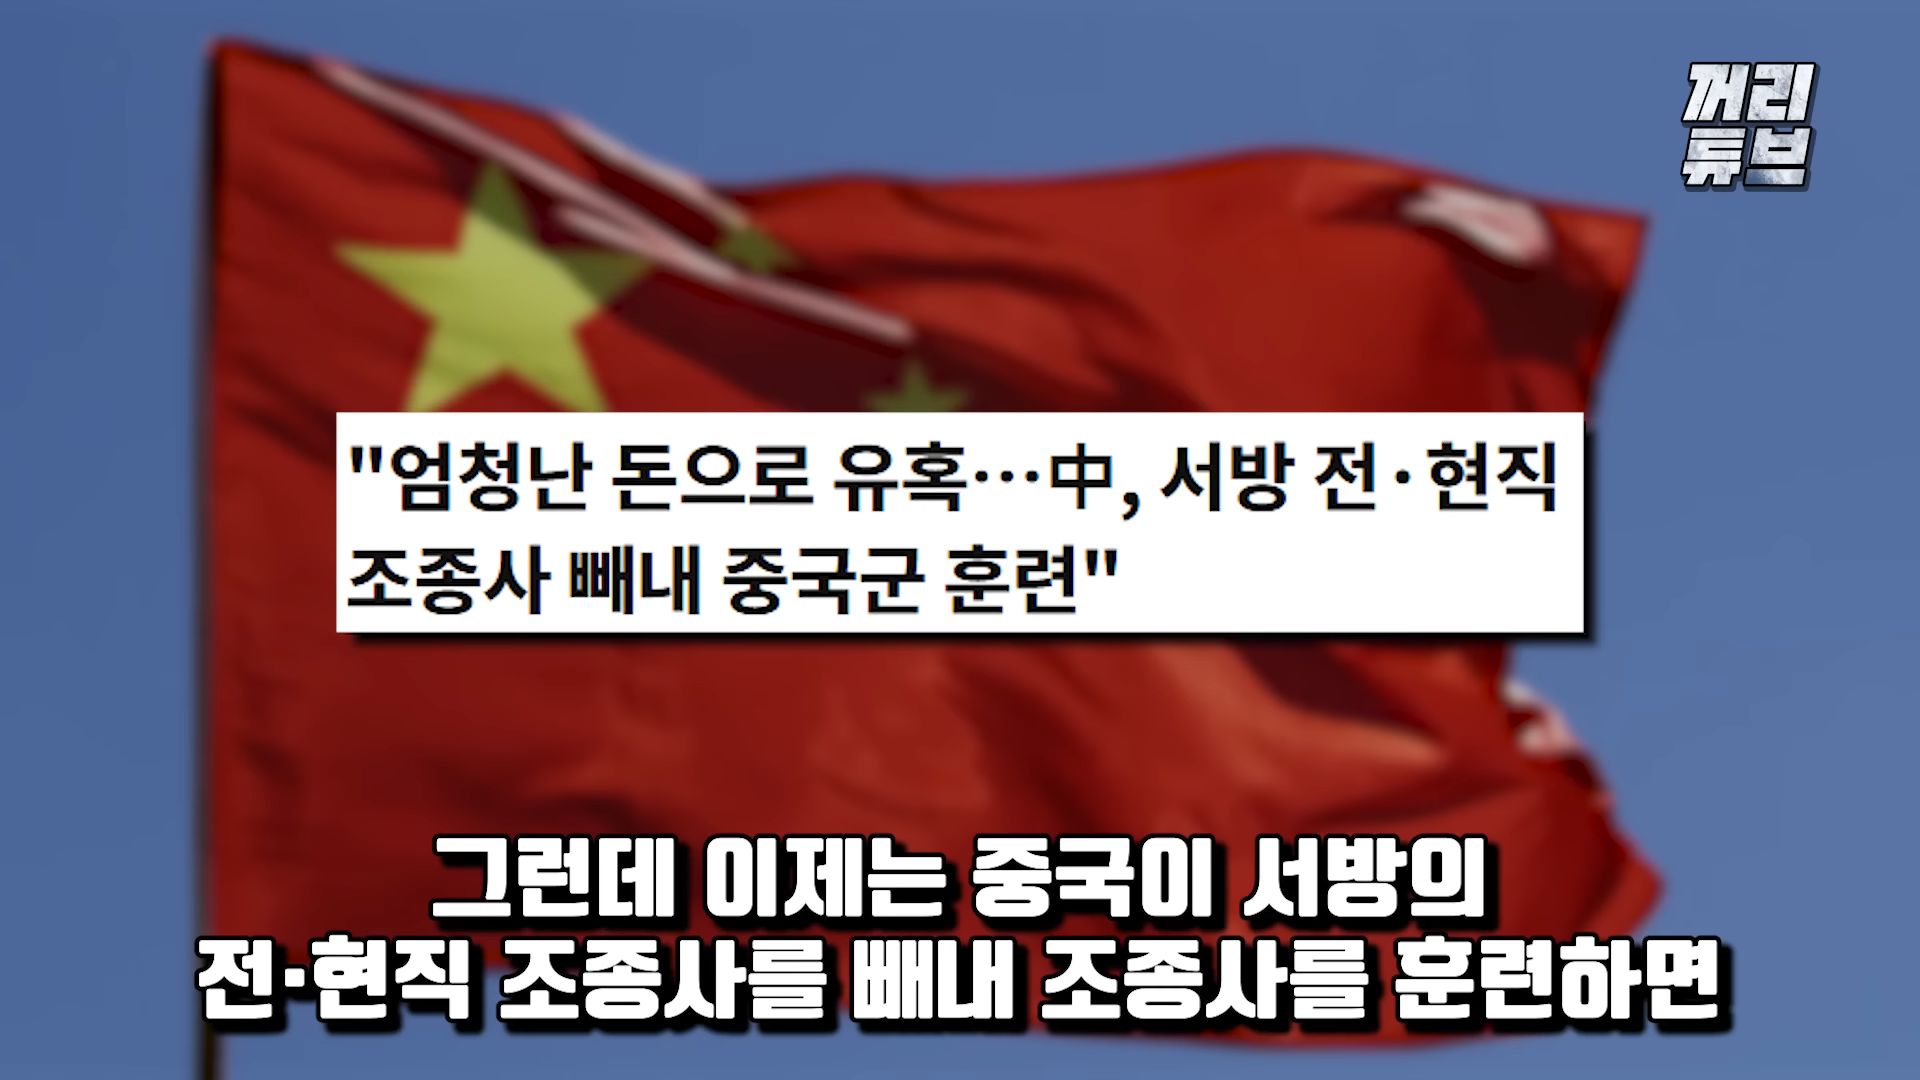 꺼리
튜브
"엄청난 돈으로 유혹…中, 서방 전·현직
조종사 빼내 중국군 훈련"
그런데 이제는 중국이 서방의
전·현직 조종사를 빼내 조종사를 훈련하면